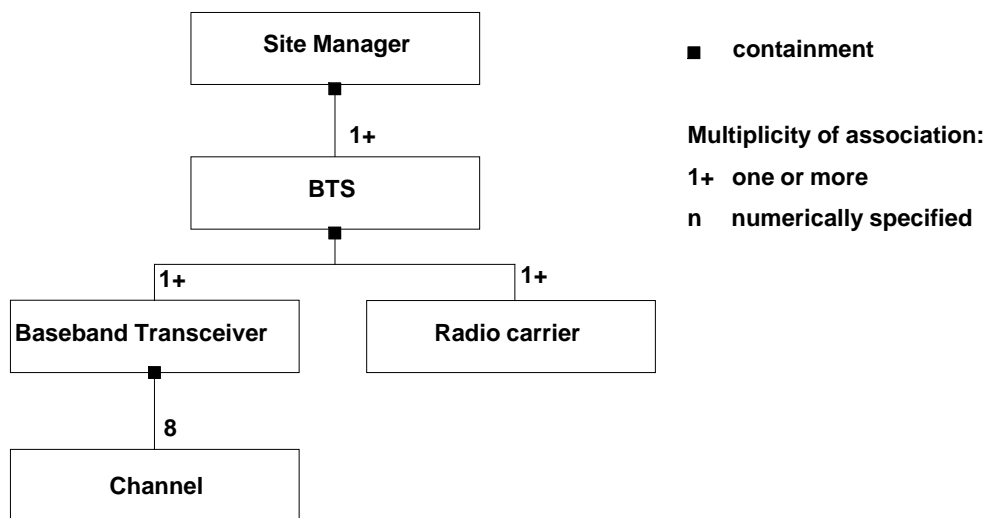 Site Manager
containment
1+
Multiplicity of association:
BTS
1+ one or more
n numerically specified
1+
1+
Baseband Transceiver
Radio carrier
8
Channel